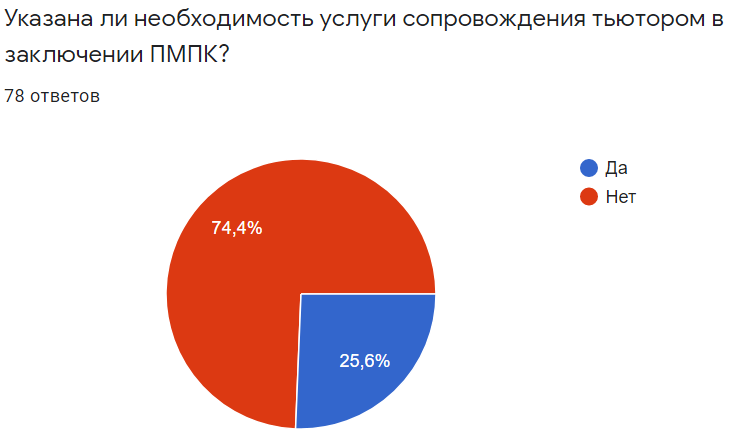 Указана ли необходимость услуги сопровождения тьютором в
заключении ПМПК?
78 ответов
Да
Нет
74,4%
25,6%